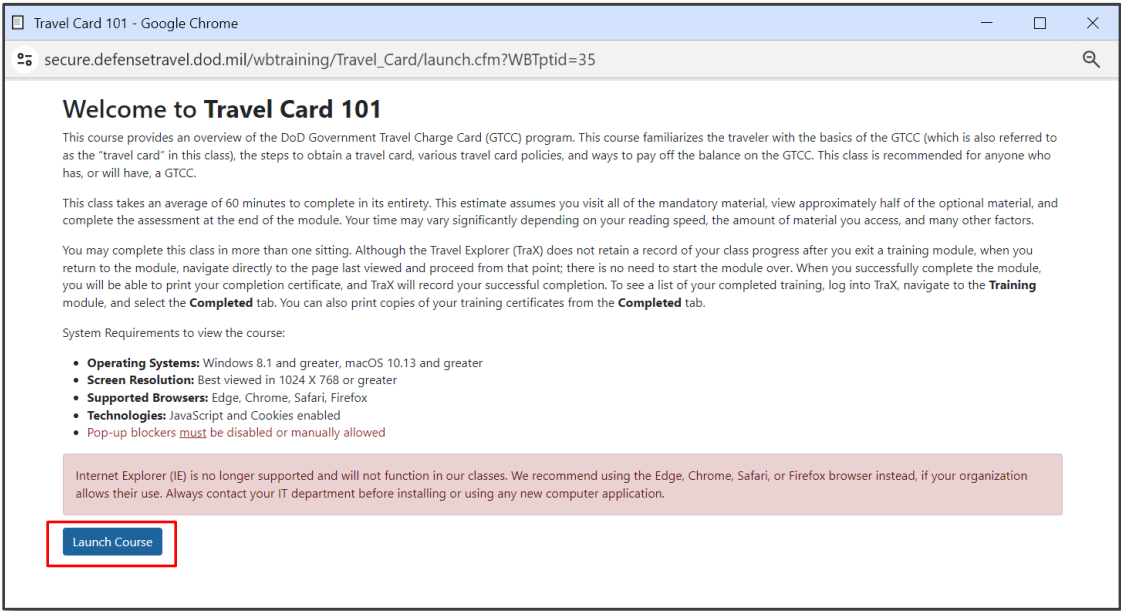 Travel Card 101 - Google Chrome
secure.defensetravel.dod.mil/wbtraining/Travel_Card/launch.cfm?WBTptid=35
Welcome to Travel Card 101
This course provides an overview of the DoD Government Travel Charge Card (GTCC) program. This course familiarizes the traveler with the basics of the GTCC (which is also referred to
as the "travel card" in this class), the steps to obtain a travel card, various travel card policies, and ways to pay off the balance on the GTCC. This class is recommended for anyone who
has, or will have, a GTCC.
This class takes an average of 60 minutes to complete in its entirety. This estimate assumes you visit all of the mandatory material, view approximately half of the optional material, and
complete the assessment at the end of the module. Your time may vary significantly depending on your reading speed, the amount of material you access, and many other factors.
You may complete this class in more than one sitting. Although the Travel Explorer (TraX) does not retain a record of your class progress after you exit a training module, when you
return to the module, navigate directly to the page last viewed and proceed from that point; there is no need to start the module over. When you successfully complete the module,
you will be able to print your completion certificate, and TraX will record your successful completion. To see a list of your completed training, log into TraX, navigate to the Training
module, and select the Completed tab. You can also print copies of your training certificates from the Completed tab.
System Requirements to view the course:
• Operating Systems: Windows 8.1 and greater, macOS 10.13 and greater
• Screen Resolution: Best viewed in 1024 X 768 or greater
• Supported Browsers: Edge, Chrome, Safari, Firefox
• Technologies: JavaScript and Cookies enabled
• Pop-up blockers must be disabled or manually allowed
Internet Explorer (IE) is no longer supported and will not function in our classes. We recommend using the Edge, Chrome, Safari, or Firefox browser instead, if your organization
allows their use. Always contact your IT department before installing or using any new computer application.
Launch Course